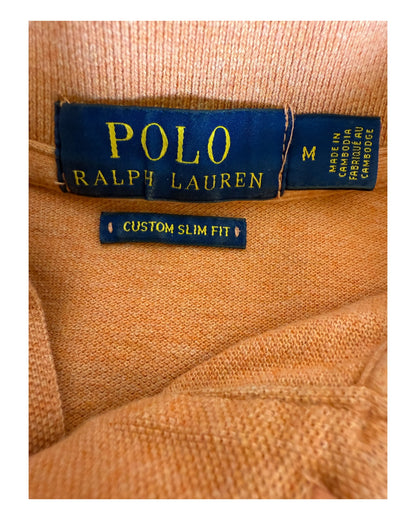 POLO
RALPH LAUREN
M
MADE IN
CAMBODIA
FABRIQUÉ AU
CAMBODGE
CUSTOM SLIM FIT